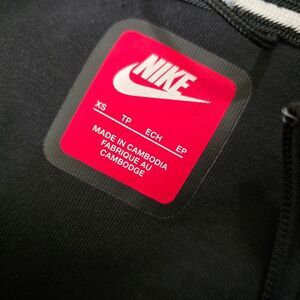 NIKE
XS TP ECH EP
MADE IN CAMBODIA
FABRIQUE AU
CAMBODGE